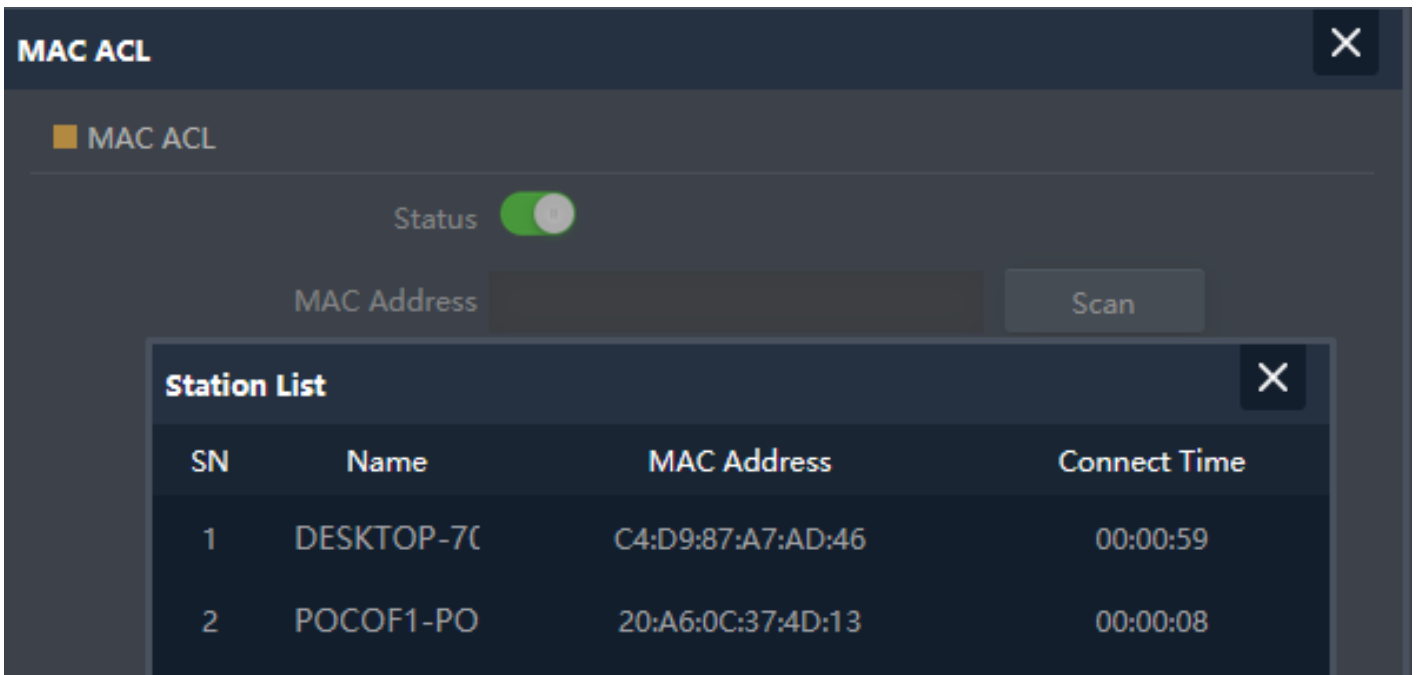 MAC ACL
MAC ACL
Status
MAC Address Scan
Station List
SN Name MAC Address Connect Time
1 DESKTOP-7 C4:D9:87:A7:AD:46 00:00:59
2 POCOF1-PO 20:A6:0C:37:4D:13 00:00:08